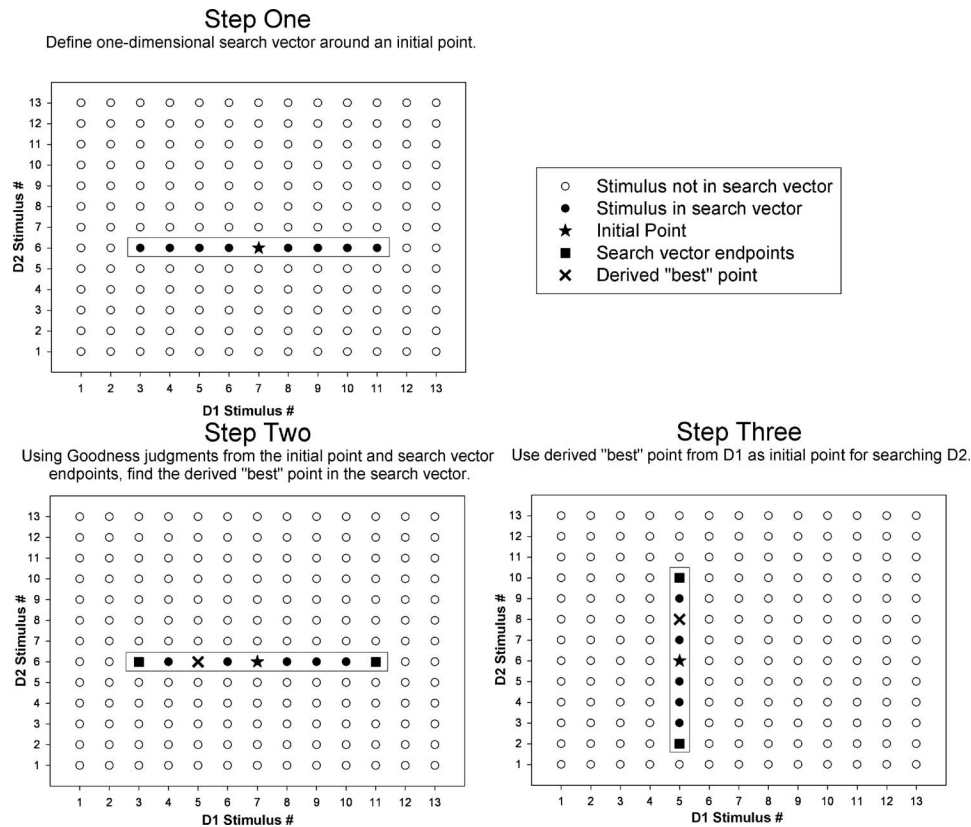 Step One
Define one-dimensional search vector around an initial point.
13
12
11
10
9
8
7
6
5
4
3
2
1
D2 Stimulus #
1 2 3 4 5 6 7 8 9 10 11 12 13
D1 Stimulus #
Stimulus not in search vector
Stimulus in search vector
Initial Point
Search vector endpoints
Derived "best" point
Step Two
Using Goodness judgments from the initial point and search vector
endpoints, find the derived "best" point in the search vector.
13
12
11
10
9
8
7
6
5
4
3
2
1
D2 Stimulus #
1 2 3 4 5 6 7 8 9 10 11 12 13
D1 Stimulus #
Step Three
Use derived "best" point from D1 as initial point for searching D2.
13
12
11
10
9
8
7
6
5
4
3
2
1
D2 Stimulus #
1 2 3 4 5 6 7 8 9 10 11 12 13
D1 Stimulus #